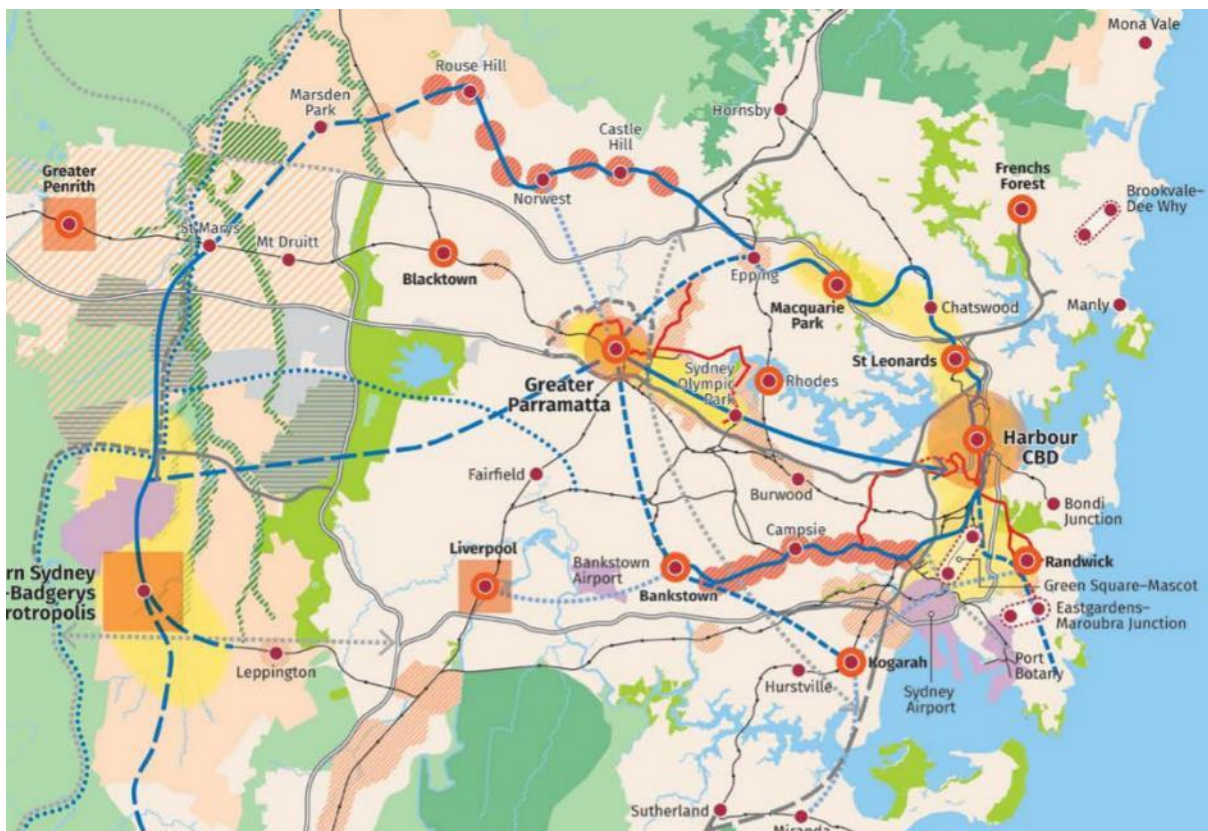 Mona Vale
Rouse Hill
Marsden
Park
Hornsby
Castle
Hill
Greater
Penrith
Frenchs
Forest
Norwest
Brookvale–
Dee Why
St Marys
Mt Druitt
Blacktown
Epping
Macquarie
Park
Chatswood
Manly
St Leonards
Greater
Parramatta
Sydney
Olympic
Park
Rhodes
Harbour
CBD
Fairfield
Burwood
Bondi
Junction
Campsie
Liverpool
Bankstown
Airport
Bankstown
Randwick
Green Square–Mascot
Eastgardens–
Maroubra Junction
rn Sydney
-Badgerys
rotropolis
Leppington
Kogarah
Hurstville
Port
Botany
Sydney
Airport
Sutherland
Miranda